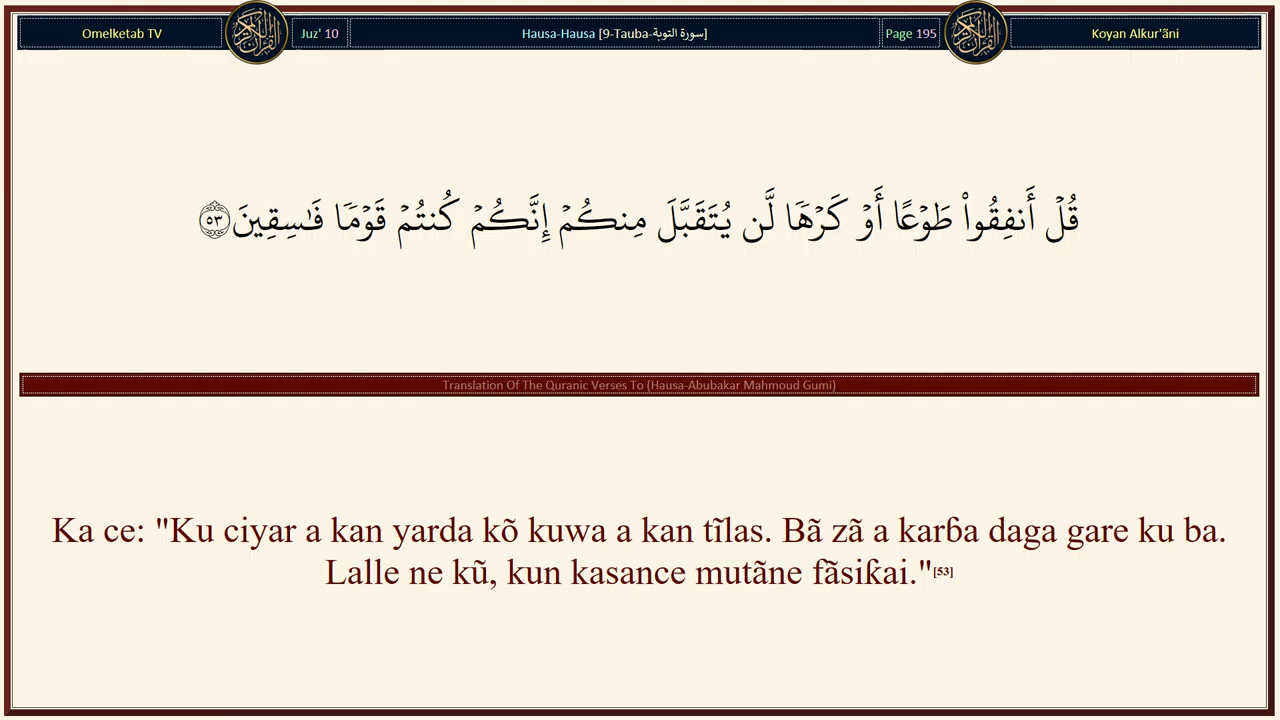 Omelketab TV
Juz' 10
Hausa-Hausa [9-Tauba-سورة التوبة]
Page 195
Koyan Alƙur'ãni
قُلۡ أَنفِقُواْ طَوۡعًا أَوۡ كَرۡهٗا لَّن يُتَقَبَّلَ مِنكُمۡ إِنَّكُمۡ كُنتُمۡ قَوۡمٗا فَٰسِقِينَ ٥٣
Translation Of The Quranic Verses To (Hausa-Abubakar Mahmoud Gumi)
Ka ce: "Ku ciyar a kan yarda kõ kuwa a kan tĩlas. Bã zã a karɓa daga gare ku ba.
Lalle ne kũ, kun kasance mutãne fãsiƙai."[53]